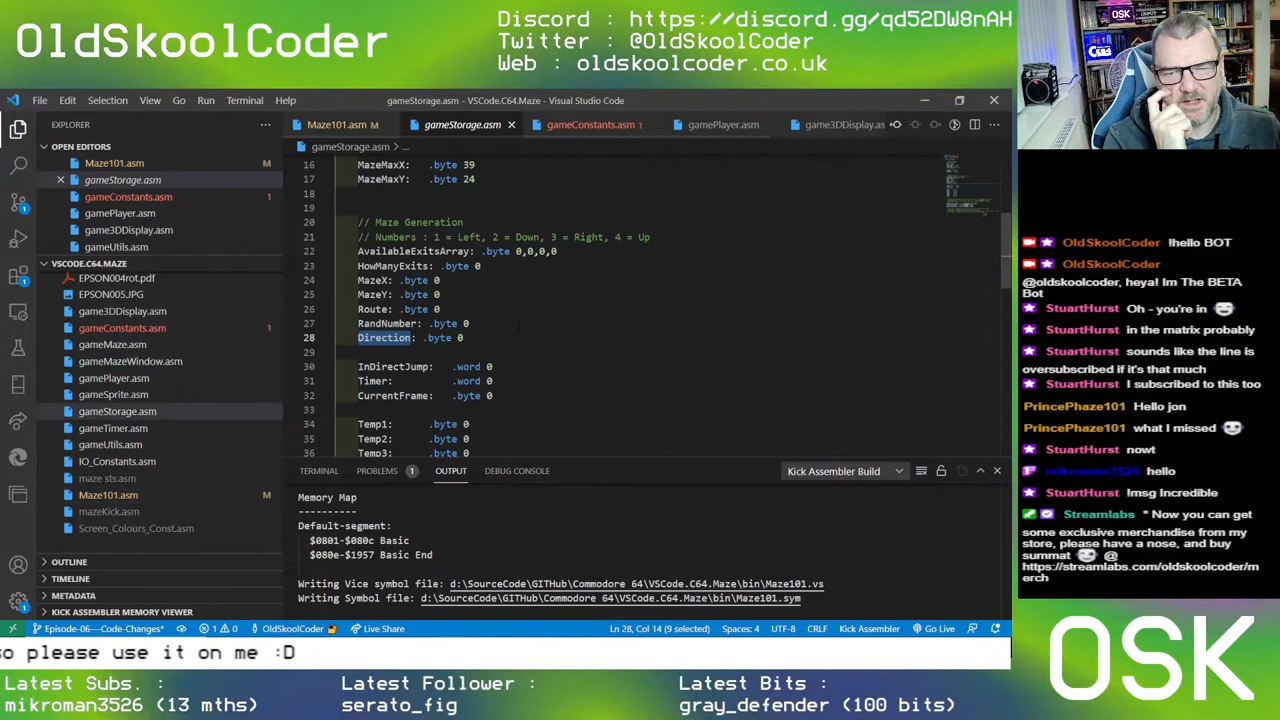 OldSkoolCoder
Discord : https://discord.gg/qd52DW8nAH
Twitter : @OldSkoolCoder
Web : oldskoolcoder.co.uk
File Edit Selection View Go Run Terminal Help
gameStorage.asm - VSCode.C64.Maze - Visual Studio Code
EXPLORER
OPEN EDITORS
Maze101.asm M
gameStorage.asm
gameConstants.asm 1
gamePlayer.asm
game3DDisplay.asm
gameUtils.asm
VSCODE.C64.MAZE
EPSON004rot.pdf
EPSON005.JPG
game3dDisplay.asm
gameConstants.asm 1
gameMaze.asm
gameMazeWindow.asm
gamePlayer.asm
gameSprite.asm
gameStorage.asm
gameTimer.asm
gameUtils.asm
IO_Constants.asm
maze sts.asm
Maze101.asm M
mazeKick.asm
Screen_Colours_Const.asm
OUTLINE
TIMELINE
METADATA
KICK ASSEMBLER MEMORY VIEWER
Maze101.asm M gameStorage.asm gameConstants.asm 1 gamePlayer.asm game3DDisplay.as
gameStorage.asm > ...
16 MazeMaxX: .byte 39
17 MazeMaxY: .byte 24
18
19
20 // Maze Generation
21 // Numbers : 1 = Left, 2 = Down, 3 = Right, 4 = Up
22 AvailableExitsArray: .byte 0,0,0,0
23 HowManyExits: .byte 0
24 MazeX: .byte 0
25 MazeY: .byte 0
26 Route: .byte 0
27 RandNumber: .byte 0
28 Direction: .byte 0
29
30 InDirectJump: .word 0
31 Timer: .word 0
32 CurrentFrame: .byte 0
33
34 Temp1: .byte 0
35 Temp2: .byte 0
36 Temp3: .byte 0
TERMINAL PROBLEMS 1 OUTPUT DEBUG CONSOLE Kick Assembler Build
Memory Map
----------
Default-segment:
$0801-$080c Basic
$080e-$1957 Basic End
Writing Vice symbol file: d:\SourceCode\GITHub\Commodore 64\VSCode.C64.Maze\bin\Maze101.vs
Writing Symbol file: d:\SourceCode\GITHub\Commodore 64\VSCode.C64.Maze\bin\Maze101.sym
Episode-06---Code-Changes* 1 0 OldSkoolCoder Live Share Ln 28, Col 14 (9 selected) Spaces: 4 UTF-8 CRLF Kick Assembler Go Live
OldSkoolCoder !hello BOT
OldSkoolCoder
@oldskoolcoder, heya! Im The BETA
Bot
StuartHurst Oh - you're in
StuartHurst in the matrix probably
StuartHurst sounds like the line is
oversubscribed if it's that much
StuartHurst I subscribed to this too
PrincePhaze101 Hello jon
PrincePhaze101 what I missed
StuartHurst nowt
mikroman3526 hello
StuartHurst !msg Incredible
Streamlabs * Now you can get
some exclusive merchandise from my
store, please have a nose, and buy
summat @
https://streamlabs.com/oldskoolcoder/m
erch
so please use it on me :D
Latest Subs. :
mikroman3526 (13 mths)
Latest Follower :
serato_fig
Latest Bits :
gray_defender (100 bits)
OSK